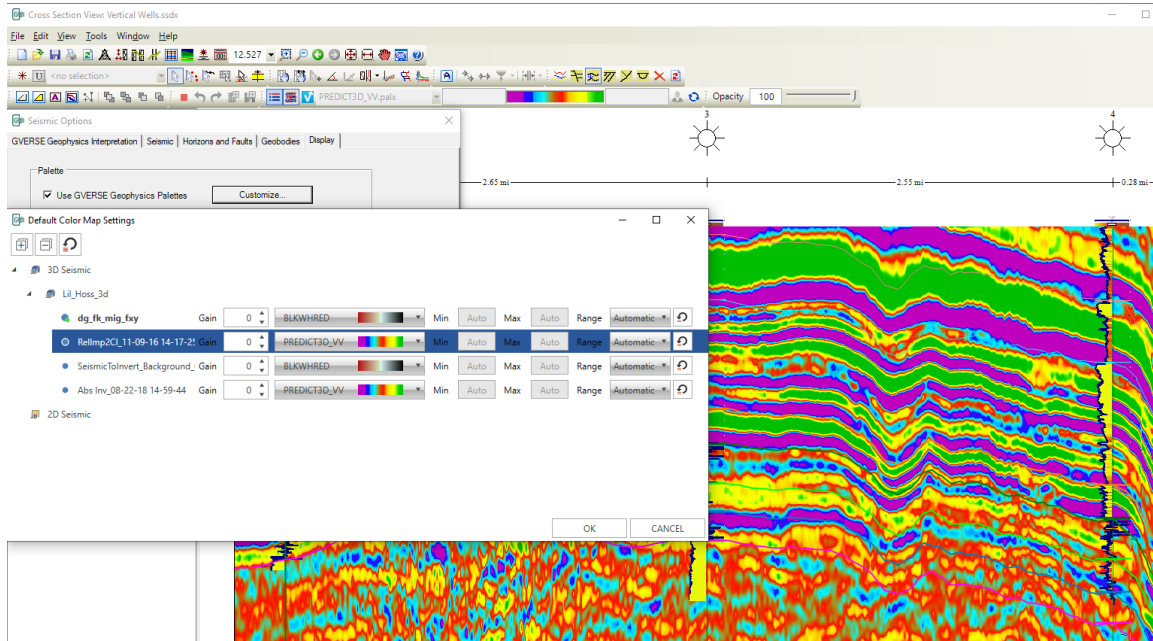 Cross Section View: Vertical Wells.ssdx
File Edit View Tools Window Help
12.527
<no selection>
PREDICT3D_VV.palx
Opacity 100
Seismic Options
GVERSE Geophysics Interpretation Seismic Horizons and Faults Geobodies Display
Palette
Use GVERSE Geophysics Palettes Customize...
3
4
2.65 mi
2.55 mi
0.28 mi
Default Color Map Settings
3D Seismic
Lil_Hoss_3d
dg_fk_mig_fxy Gain 0 BLKWHRED Min Auto Max Auto Range Automatic
RelImp2Cl_11-09-16 14-17-25 Gain 0 PREDICT3D_VV Min Auto Max Auto Range Automatic
SeismicToInvert_Background_ Gain 0 BLKWHRED Min Auto Max Auto Range Automatic
Abs Inv_08-22-18 14-59-44 Gain 0 PREDICT3D_VV Min Auto Max Auto Range Automatic
2D Seismic
OK CANCEL